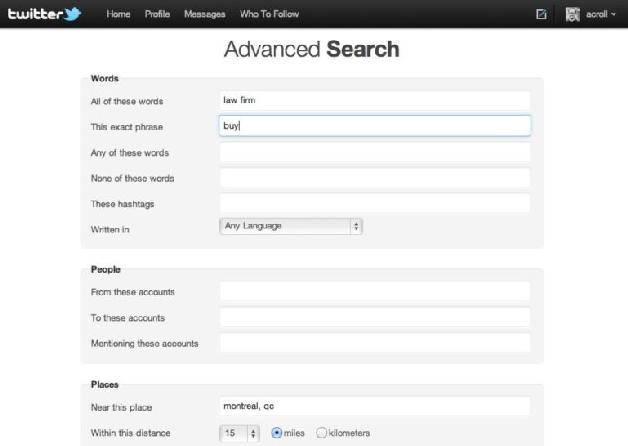 twitter Home Profile Messages Who To Follow acroll
Advanced Search
Words
All of these words law firm
This exact phrase buy
Any of these words
None of these words
These hashtags
Written in Any Language
People
From these accounts
To these accounts
Mentioning these accounts
Places
Near this place montreal, qc
Within this distance 15 miles kilometers